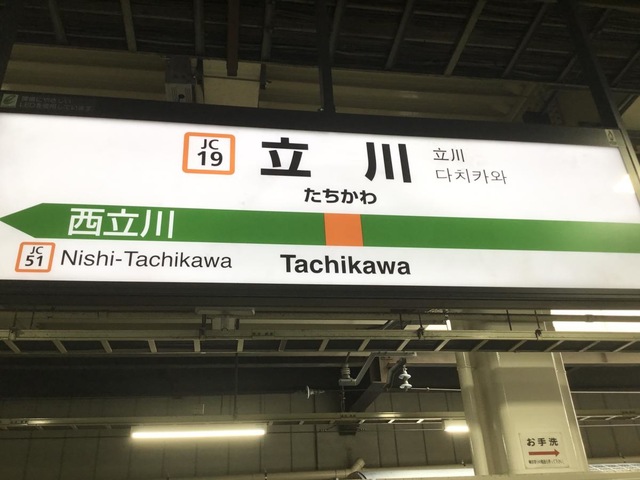 JC
19
立川
たちかわ
立川
다치카와
西立川
JC
51
Nishi-Tachikawa
Tachikawa
お手洗